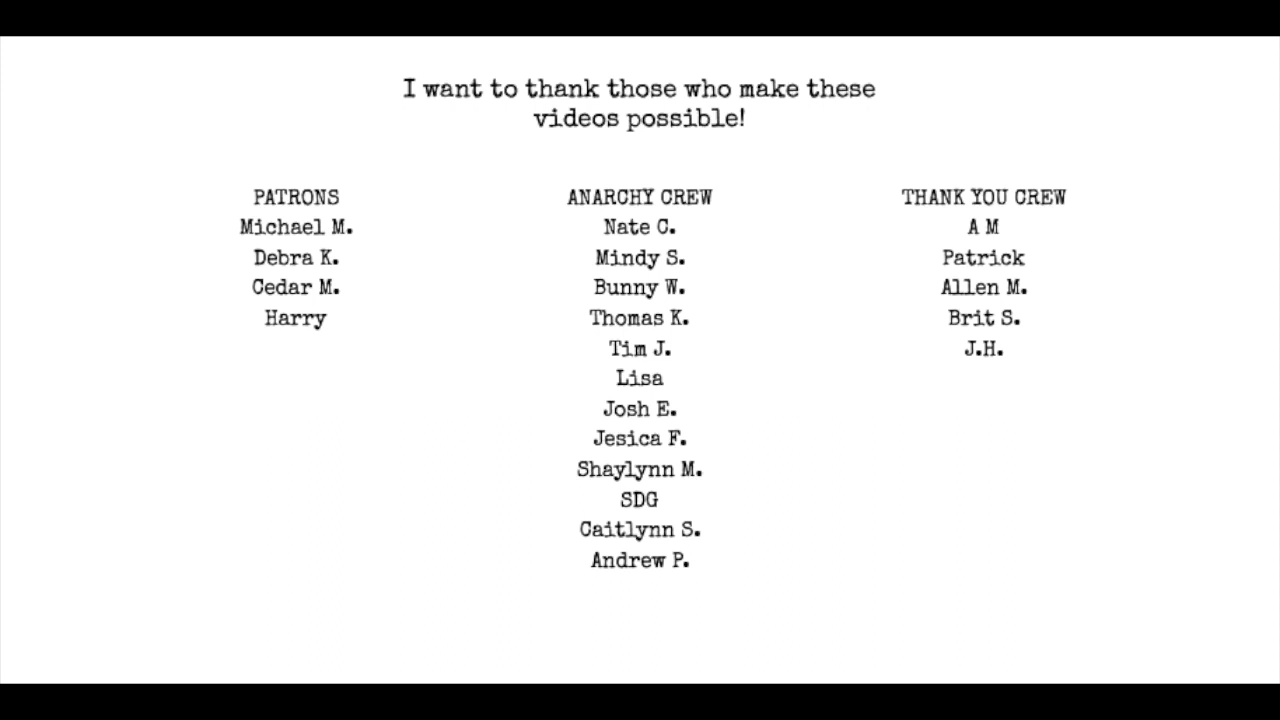 I want to thank those who make these
videos possible!
PATRONS
Michael M.
Debra K.
Cedar M.
Harry
ANARCHY CREW
Nate C.
Mindy S.
Bunny W.
Thomas K.
Tim J.
Lisa
Josh E.
Jesica F.
Shaylynn M.
SDG
Caitlynn S.
Andrew P.
THANK YOU CREW
A M
Patrick
Allen M.
Brit S.
J.H.